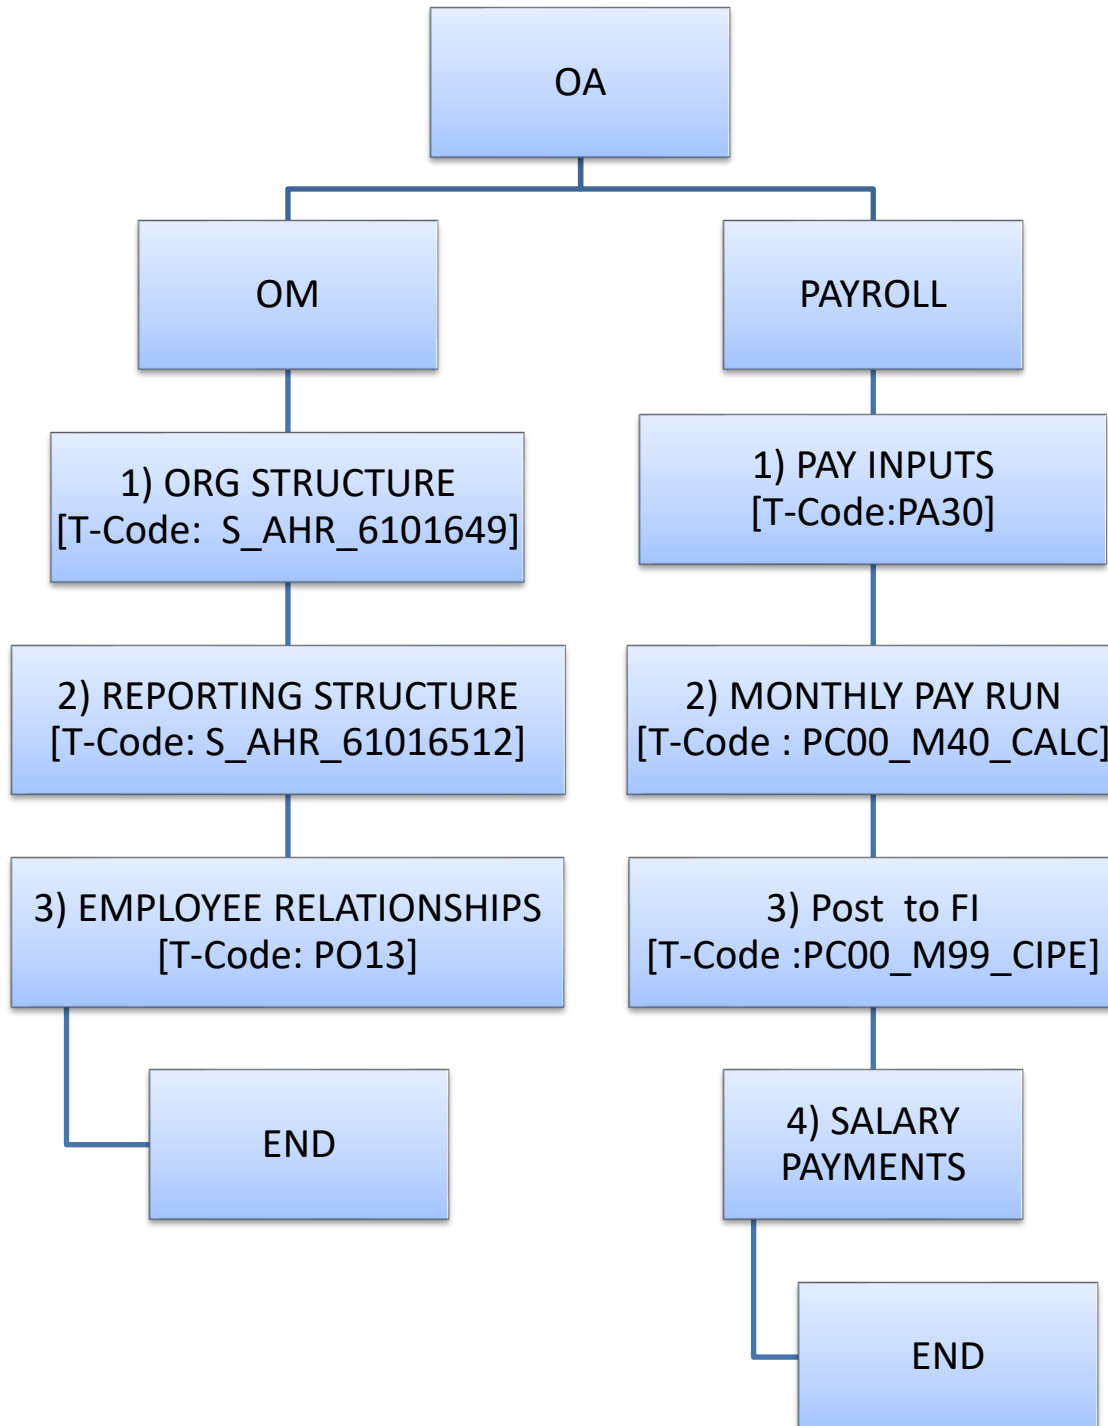 OA
OM
PAYROLL
1) ORG STRUCTURE
[T-Code:  S_AHR_6101649]
1) PAY INPUTS
[T-Code:PA30]
2) REPORTING STRUCTURE
[T-Code: S_AHR_61016512]
2) MONTHLY PAY RUN
[T-Code : PC00_M40_CALC]
3) EMPLOYEE RELATIONSHIPS
[T-Code: PO13]
3) Post  to FI
[T-Code :PC00_M99_CIPE]
END
4) SALARY
PAYMENTS
END